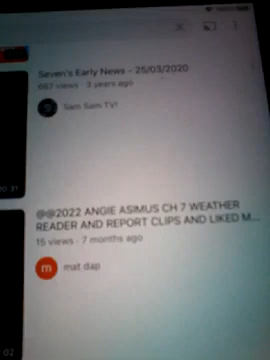 Seven's Early News - 25/03/2020
667 views · 3 years ago
Sam Sam TV!
@@2022 ANGIE ASIMUS CH 7 WEATHER
READER AND REPORT CLIPS AND LIKED M...
15 views · 7 months ago
m mat dap